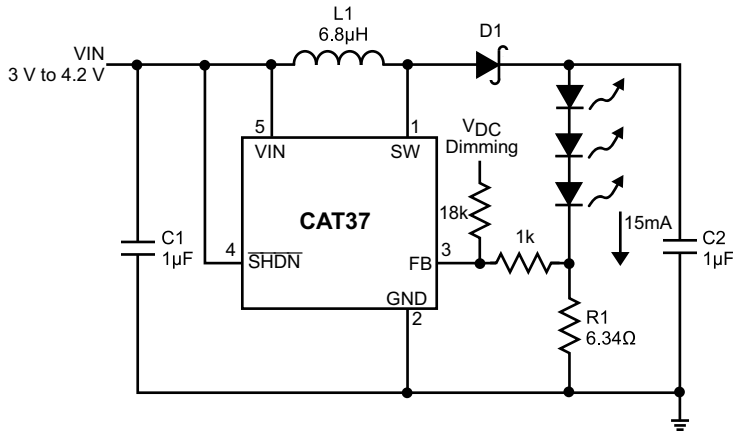 L1
6.8µH
D1
VIN
3 V to 4.2 V
5
1
VIN
SW
VDC
Dimming
CAT37
18k
15mA
C1
1µF
4
SHDN
3
FB
1k
C2
1µF
GND
2
R1
6.34Ω